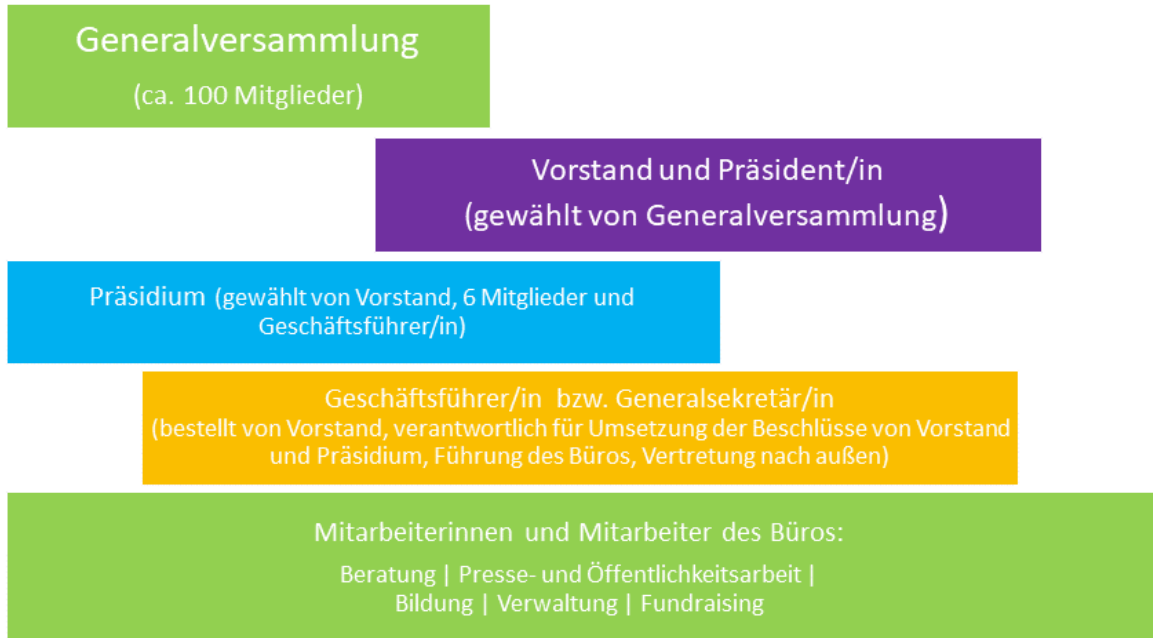 Generalversammlung
(ca. 100 Mitglieder)
Vorstand und Präsident/in
(gewählt von Generalversammlung)
Präsidium (gewählt von Vorstand, 6 Mitglieder und
Geschäftsführer/in)
Geschäftsführer/in bzw. Generalsekretär/in
(bestellt von Vorstand, verantwortlich für Umsetzung der Beschlüsse von Vorstand
und Präsidium, Führung des Büros, Vertretung nach außen)
Mitarbeiterinnen und Mitarbeiter des Büros:
Beratung | Presse- und Öffentlichkeitsarbeit |
Bildung | Verwaltung | Fundraising